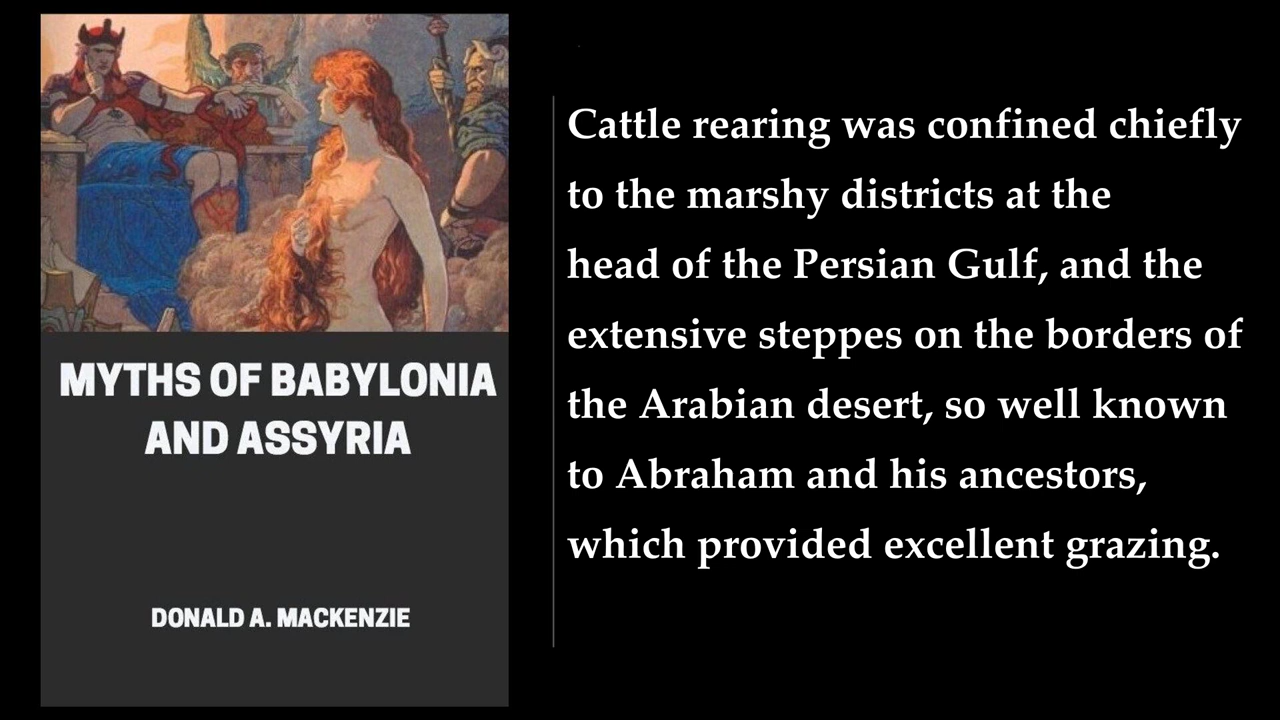 MYTHS OF BABYLONIA
AND ASSYRIA
DONALD A. MACKENZIE
Cattle rearing was confined chiefly
to the marshy districts at the
head of the Persian Gulf, and the
extensive steppes on the borders of
the Arabian desert, so well known
to Abraham and his ancestors,
which provided excellent grazing.